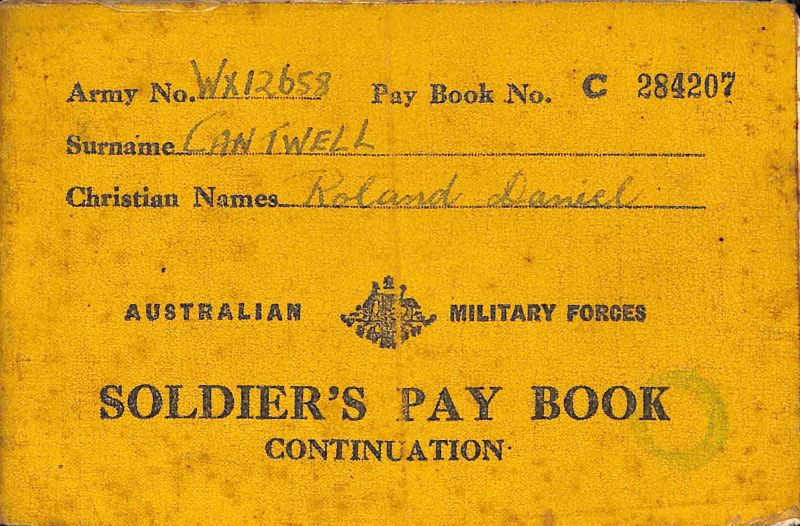 Army No. WX12658 Pay Book No. C 284207
Surname CANTWELL
Christian Names Roland Daniel
AUSTRALIAN MILITARY FORCES
SOLDIER'S PAY BOOK
CONTINUATION